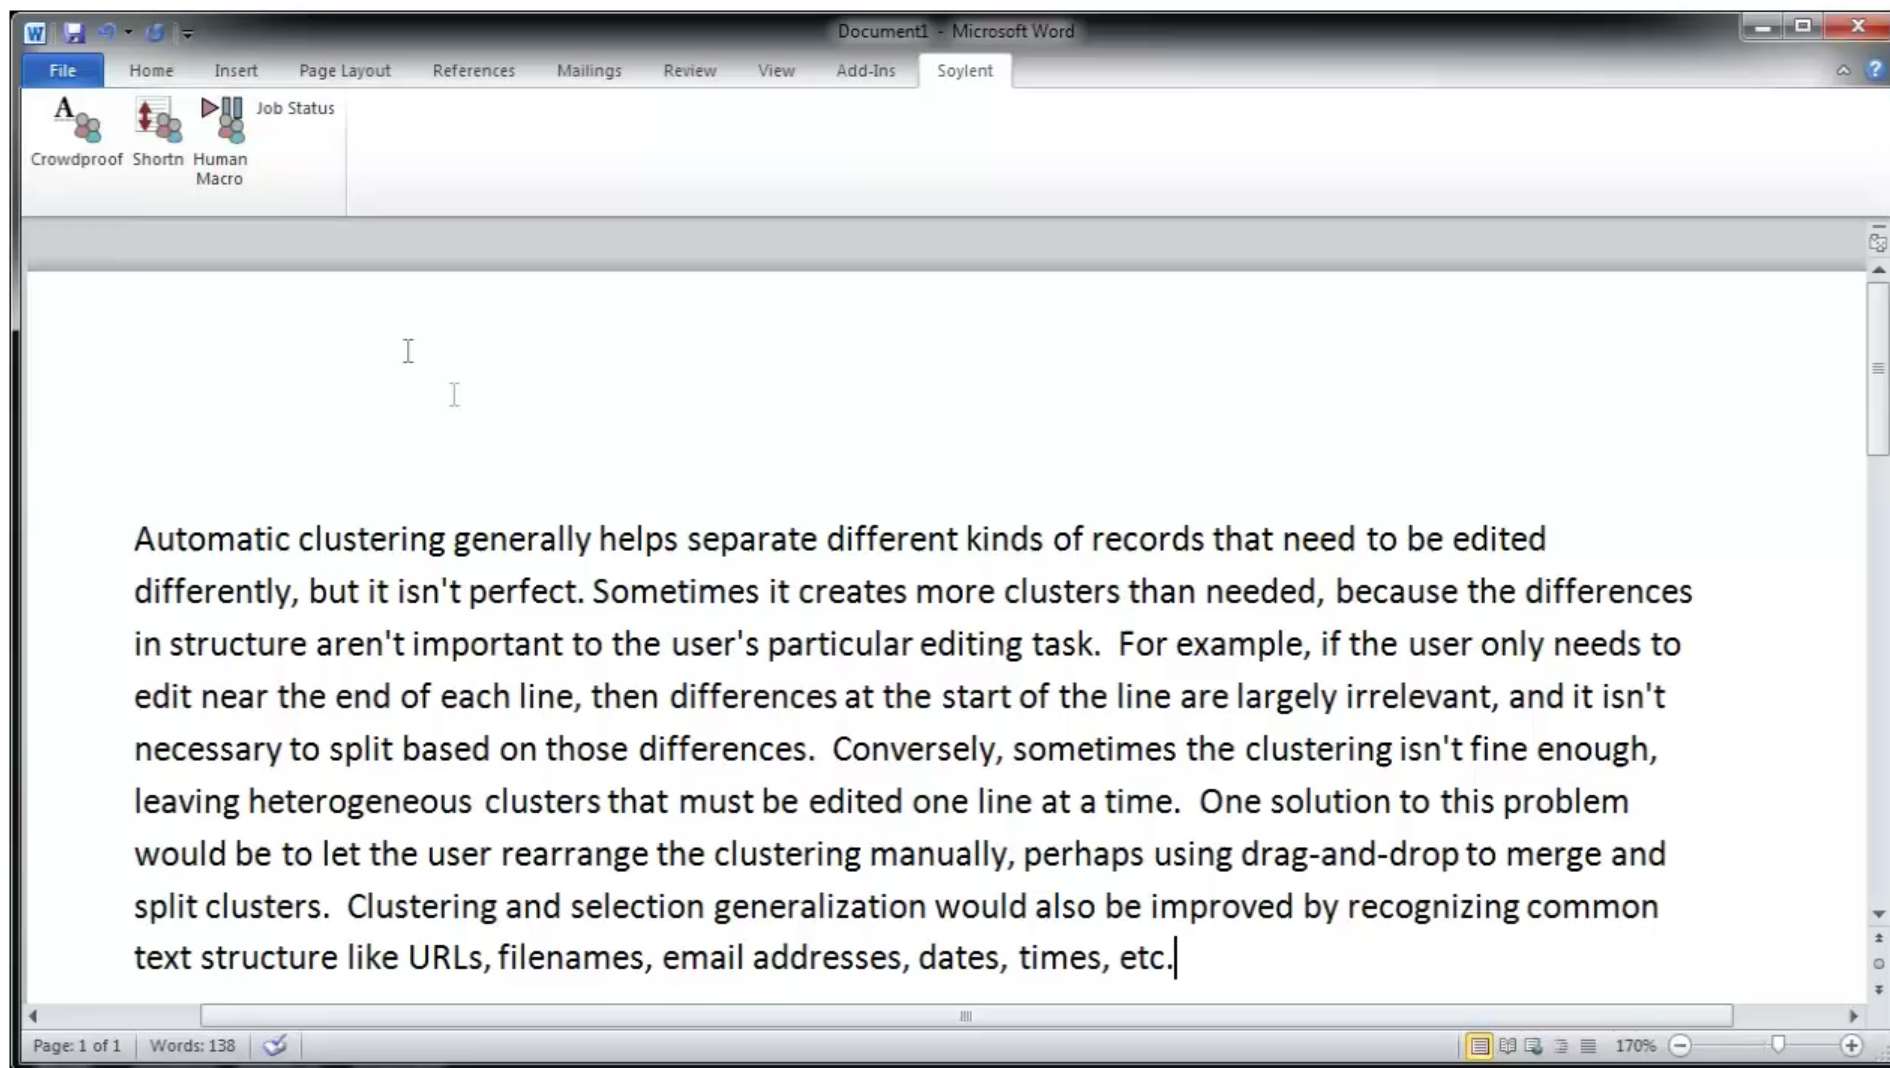 W
Document1 - Microsoft Word
File Home Insert Page Layout References Mailings Review View Add-Ins Soylent
A
Crowdproof Shortn Human Macro Job Status
Automatic clustering generally helps separate different kinds of records that need to be edited
differently, but it isn't perfect. Sometimes it creates more clusters than needed, because the differences
in structure aren't important to the user's particular editing task.  For example, if the user only needs to
edit near the end of each line, then differences at the start of the line are largely irrelevant, and it isn't
necessary to split based on those differences.  Conversely, sometimes the clustering isn't fine enough,
leaving heterogeneous clusters that must be edited one line at a time.  One solution to this problem
would be to let the user rearrange the clustering manually, perhaps using drag-and-drop to merge and
split clusters.  Clustering and selection generalization would also be improved by recognizing common
text structure like URLs, filenames, email addresses, dates, times, etc.
Page: 1 of 1 Words: 138 170%